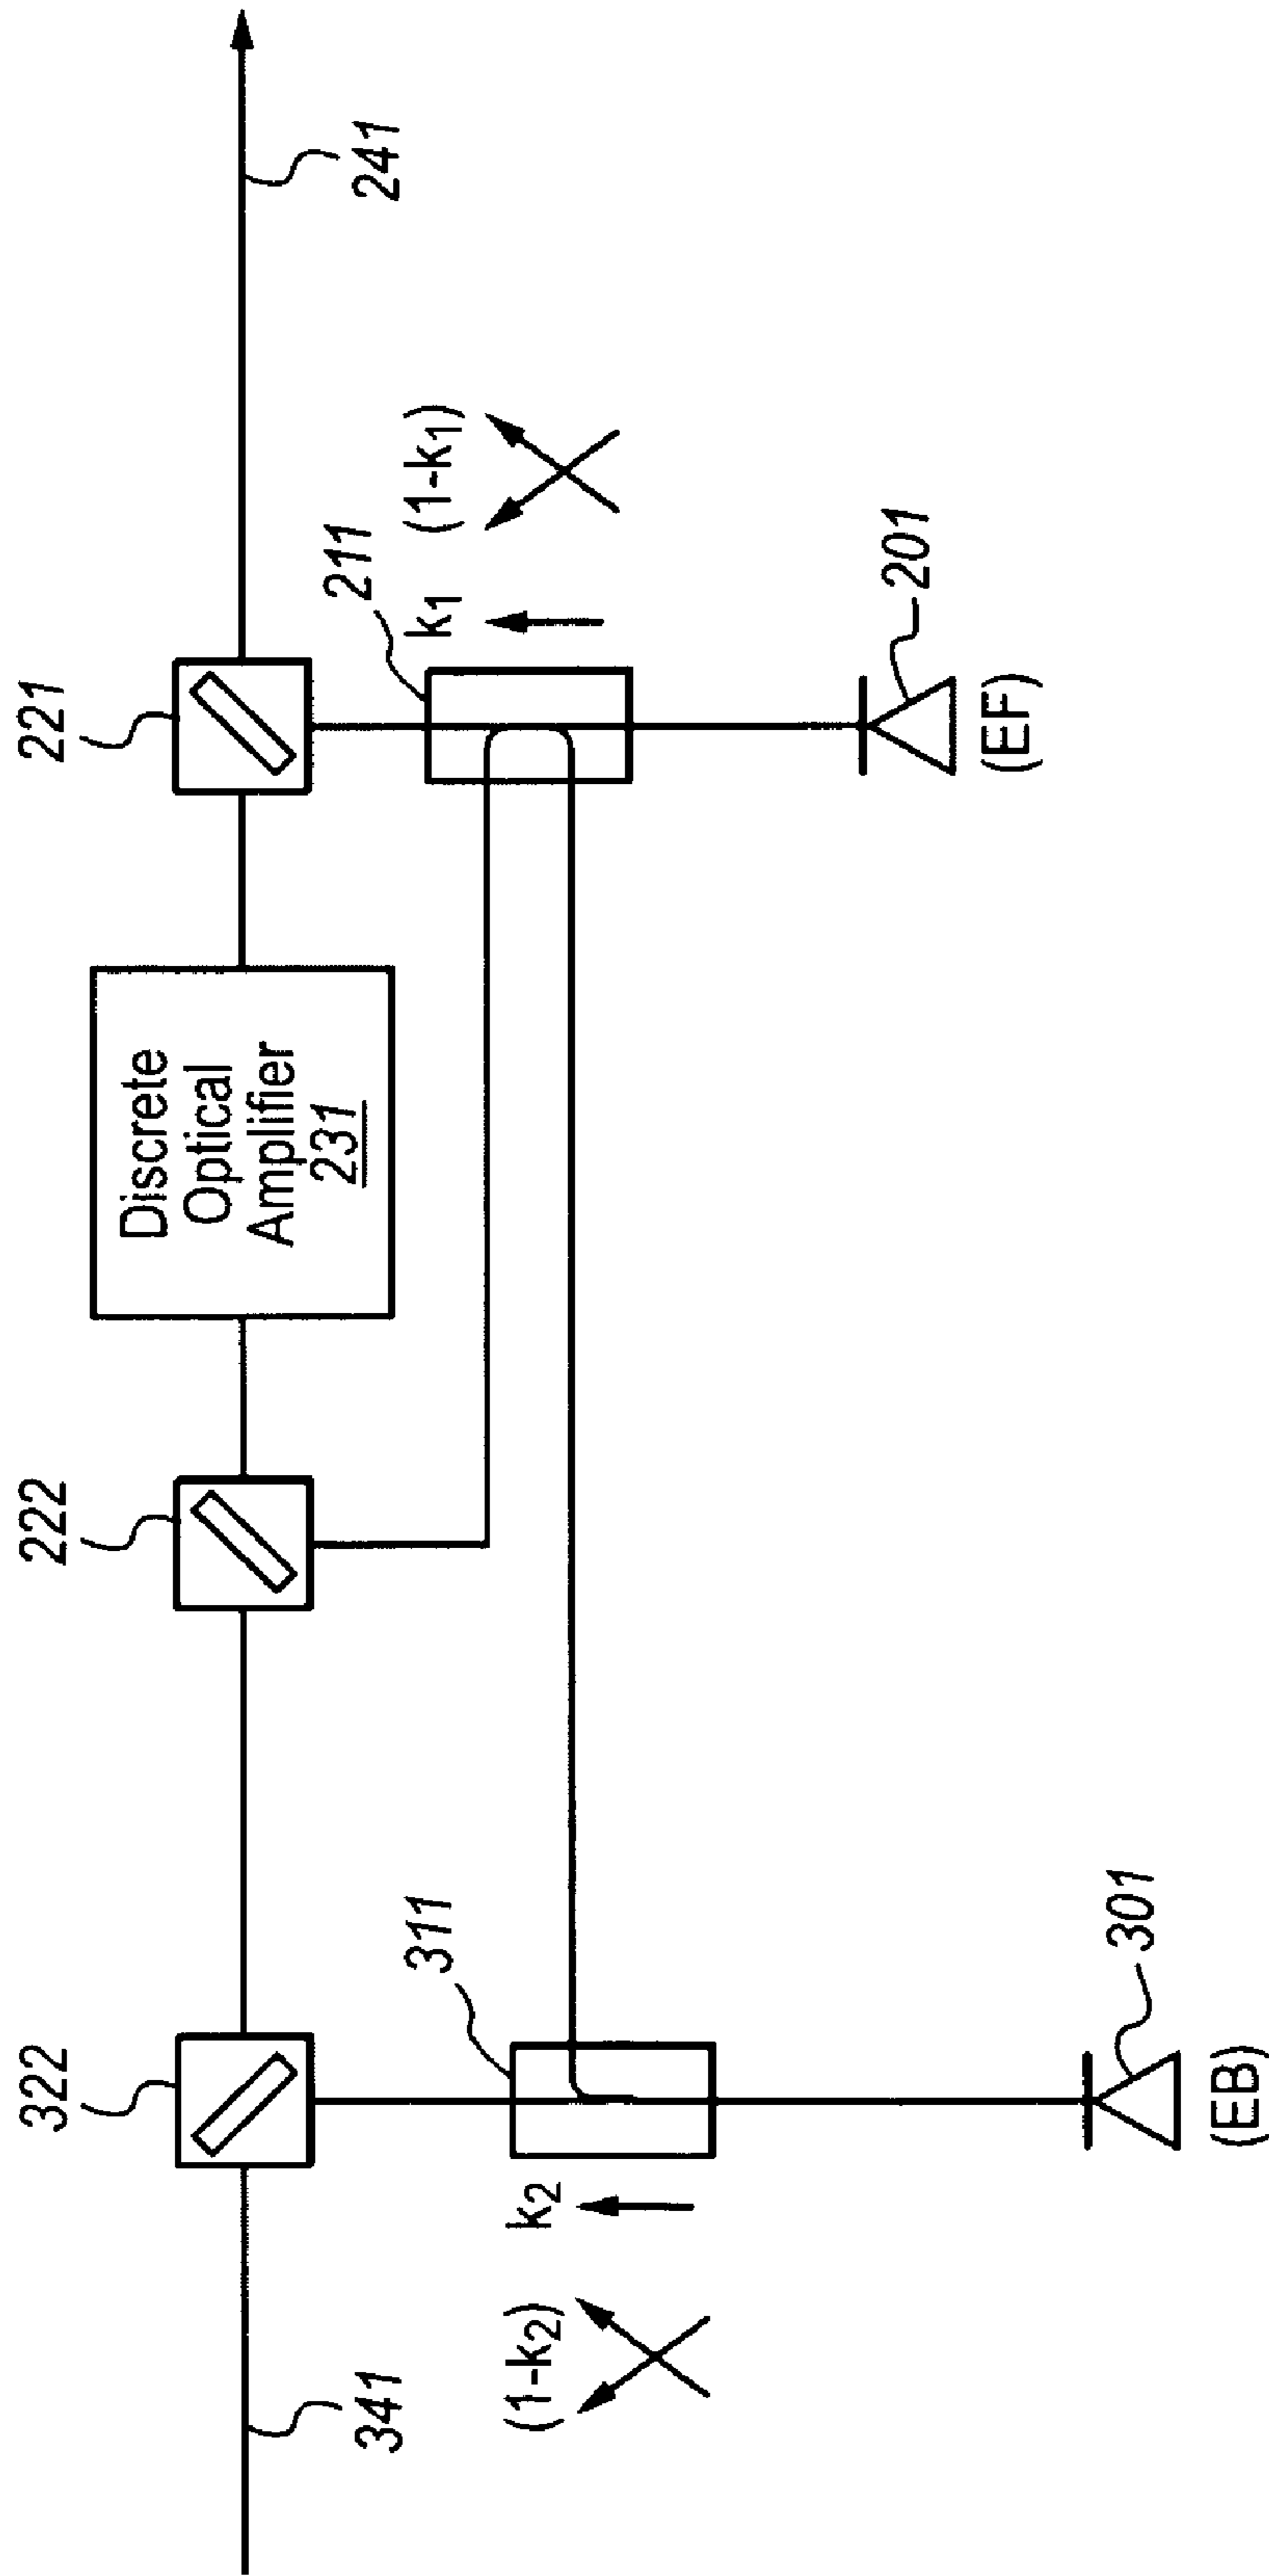 322
222
221
Discrete
Optical
Amplifier
231
341
241
(1-k₂)
k₂
311
211
k₁
(1-k₁)
301
(EB)
201
(EF)